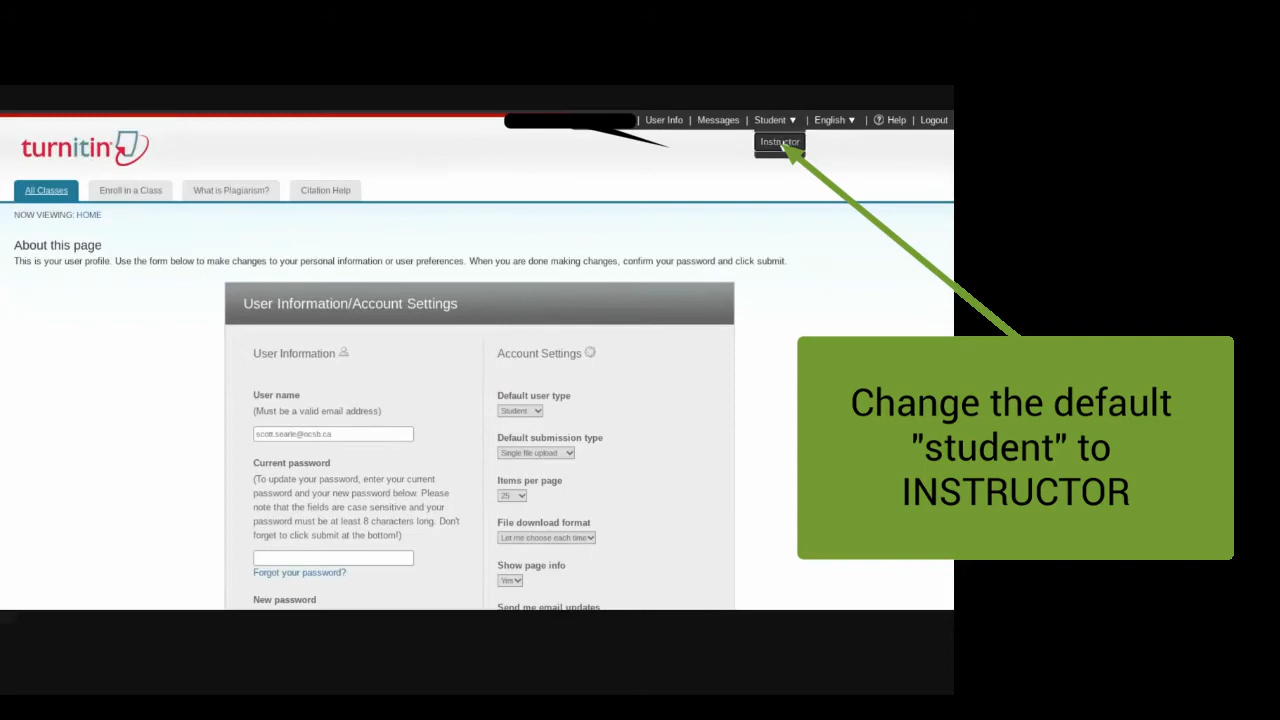 User Info | Messages | Student ▼ | English ▼ | ? Help | Logout
Instructor
turnitin
All Classes Enroll in a Class What is Plagiarism? Citation Help
NOW VIEWING: HOME
About this page
This is your user profile. Use the form below to make changes to your personal information or user preferences. When you are done making changes, confirm your password and click submit.
User Information/Account Settings
User Information
User name
(Must be a valid email address)
scott.searle@ocsb.ca
Current password
(To update your password, enter your current
password and your new password below. Please
note that the fields are case sensitive and your
password must be at least 8 characters long. Don't
forget to click submit at the bottom!)
Forgot your password?
New password
Account Settings
Default user type
Student
Default submission type
Single file upload
Items per page
25
File download format
Let me choose each time
Show page info
Yes
Send me email updates
Change the default
"student" to
INSTRUCTOR